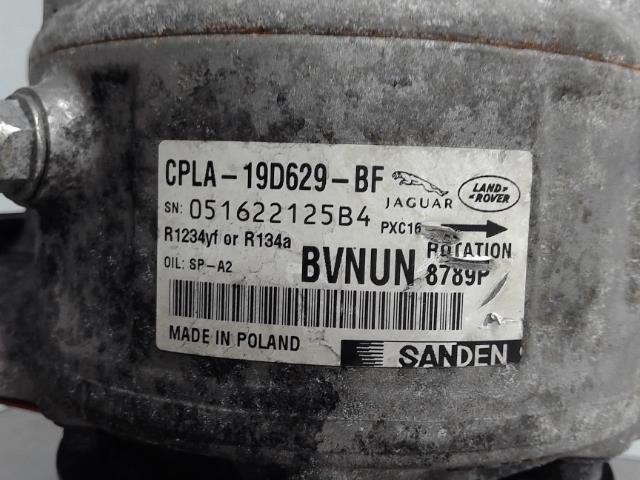 CPLA-19D629-BF JAGUAR LAND ROVER
SN: 051622125B4 PXC16
R1234yf or R134a ROTATION
OIL: SP-A2 BVNUN 8789P
MADE IN POLAND SANDEN